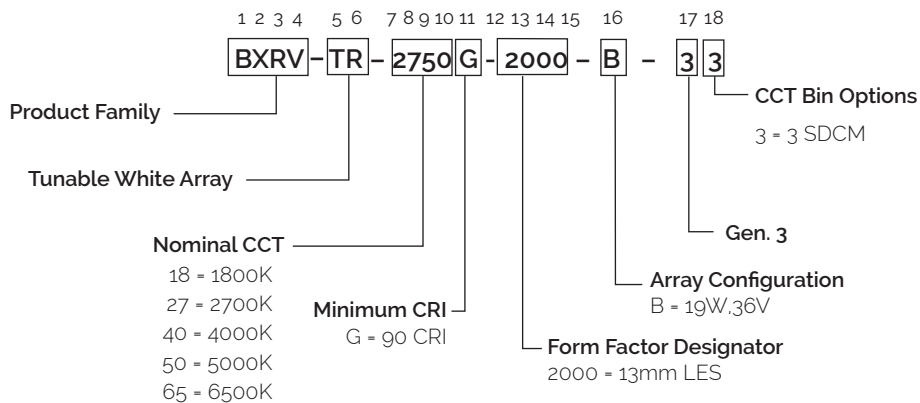 1 2 3 4 5 6 7 8 9 10 11 12 13 14 15 16 17 18
BXRV – TR – 2750 G - 2000 – B – 3 3
CCT Bin Options
3 = 3 SDCM
Product Family
Tunable White Array
Gen. 3
Nominal CCT
18 = 1800K
27 = 2700K
40 = 4000K
50 = 5000K
65 = 6500K
Minimum CRI
G = 90 CRI
Array Configuration
B = 19W,36V
Form Factor Designator
2000 = 13mm LES